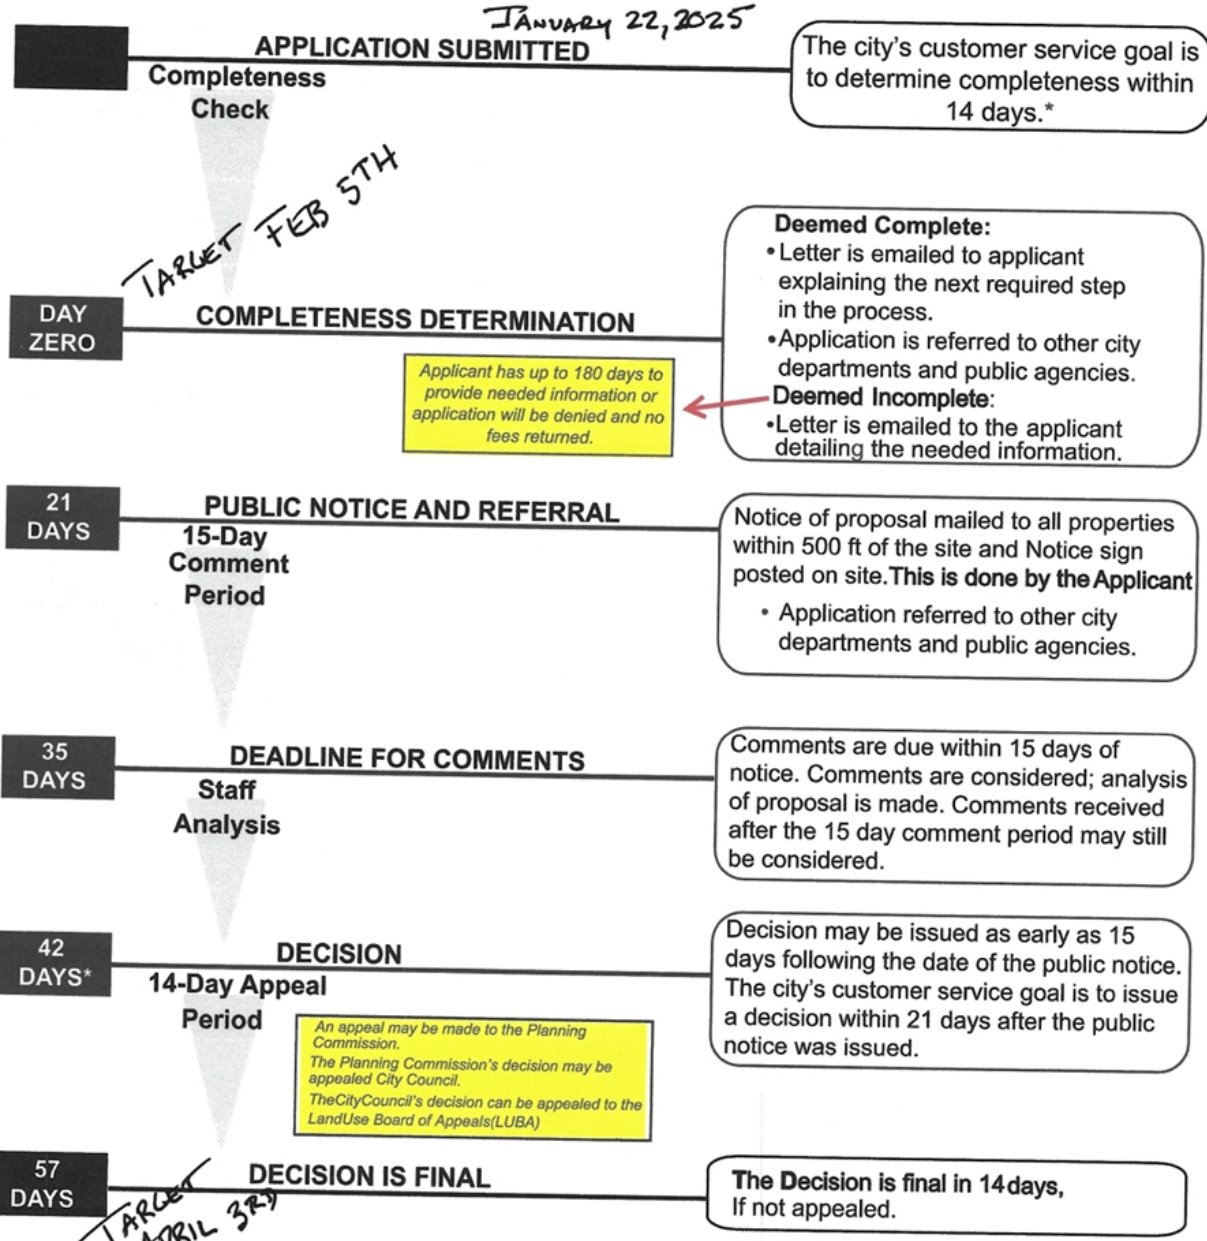 JANUARY 22, 2025
APPLICATION SUBMITTED
Completeness
Check
The city's customer service goal is
to determine completeness within
14 days.*
TARGET FEB 5TH
DAY
ZERO
COMPLETENESS DETERMINATION
Applicant has up to 180 days to
provide needed information or
application will be denied and no
fees returned.
Deemed Complete:
•Letter is emailed to applicant
explaining the next required step
in the process.
•Application is referred to other city
departments and public agencies.
Deemed Incomplete:
•Letter is emailed to the applicant
detailing the needed information.
21
DAYS
PUBLIC NOTICE AND REFERRAL
15-Day
Comment
Period
Notice of proposal mailed to all properties
within 500 ft of the site and Notice sign
posted on site.This is done by the Applicant
• Application referred to other city
departments and public agencies.
35
DAYS
DEADLINE FOR COMMENTS
Staff
Analysis
Comments are due within 15 days of
notice. Comments are considered; analysis
of proposal is made. Comments received
after the 15 day comment period may still
be considered.
42
DAYS*
DECISION
14-Day Appeal
Period
An appeal may be made to the Planning
Commission.
The Planning Commission's decision may be
appealed City Council.
TheCityCouncil's decision can be appealed to the
LandUse Board of Appeals(LUBA)
Decision may be issued as early as 15
days following the date of the public notice.
The city's customer service goal is to issue
a decision within 21 days after the public
notice was issued.
57
DAYS
DECISION IS FINAL
TARGET
APRIL 3RD
The Decision is final in 14days,
If not appealed.